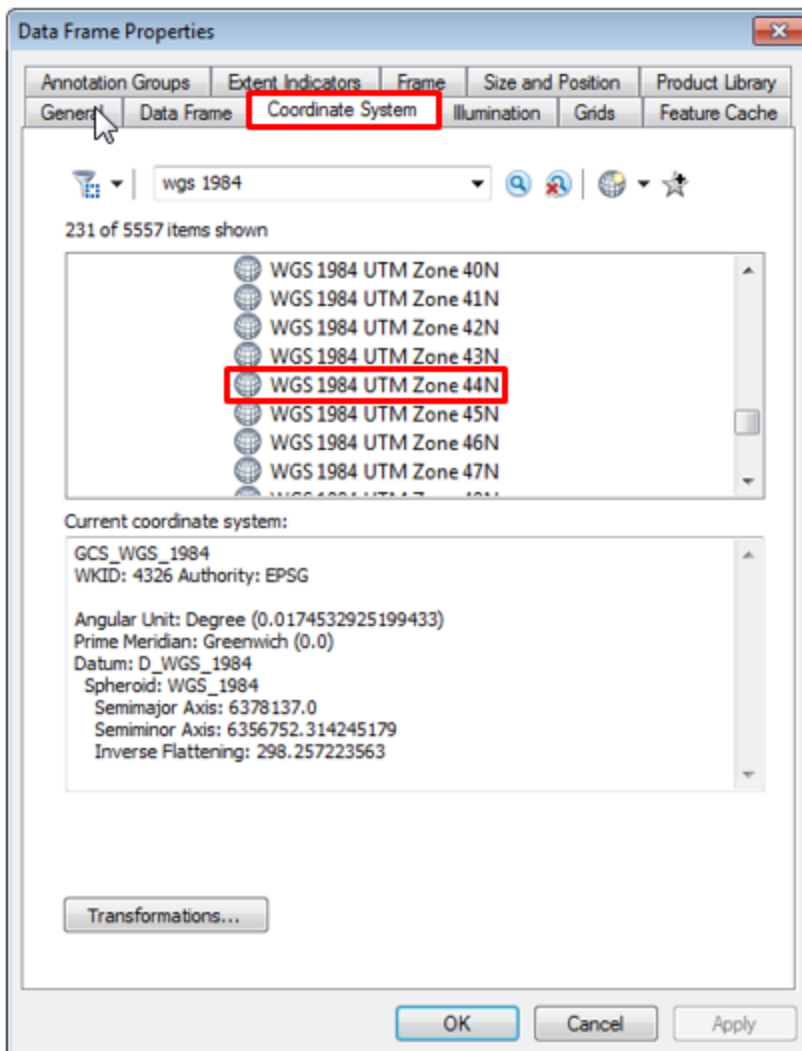 Data Frame Properties
Annotation Groups Extent Indicators Frame Size and Position Product Library
General Data Frame Coordinate System Illumination Grids Feature Cache
wgs 1984
231 of 5557 items shown
WGS 1984 UTM Zone 40N
WGS 1984 UTM Zone 41N
WGS 1984 UTM Zone 42N
WGS 1984 UTM Zone 43N
WGS 1984 UTM Zone 44N
WGS 1984 UTM Zone 45N
WGS 1984 UTM Zone 46N
WGS 1984 UTM Zone 47N
Current coordinate system:
GCS_WGS_1984
WKID: 4326 Authority: EPSG
Angular Unit: Degree (0.0174532925199433)
Prime Meridian: Greenwich (0.0)
Datum: D_WGS_1984
Spheroid: WGS_1984
Semimajor Axis: 6378137.0
Semiminor Axis: 6356752.314245179
Inverse Flattening: 298.257223563
Transformations...
OK Cancel Apply